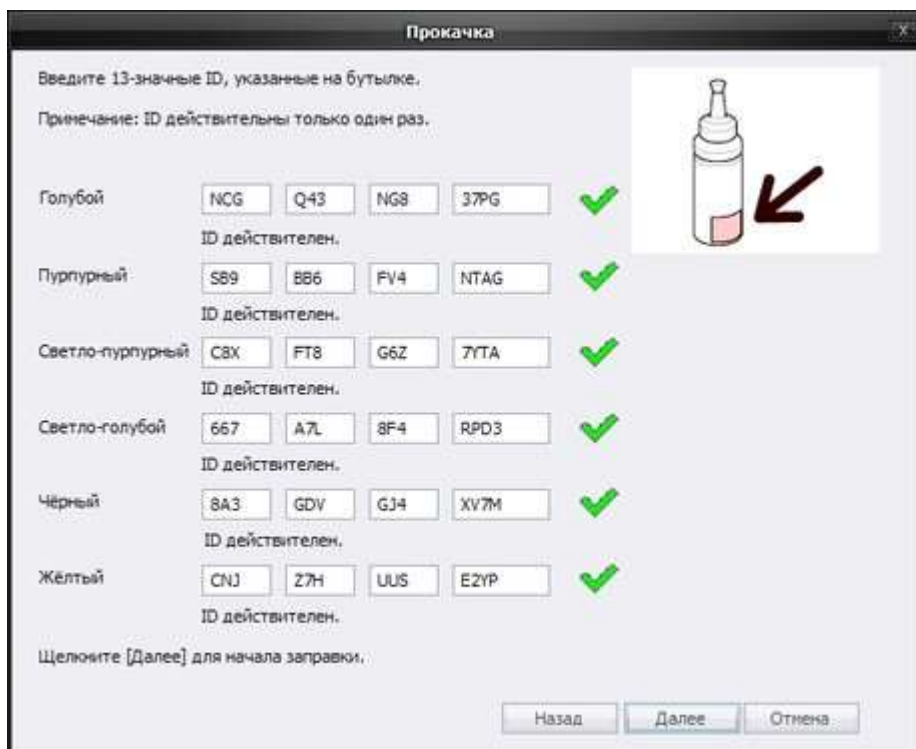 Прокачка
X
Введите 13-значные ID, указанные на бутылке.
Примечание: ID действительны только один раз.
Голубой NCG Q43 NG8 37PG
ID действителен.
Пурпурный SB9 BB6 FV4 NTAG
ID действителен.
Светло-пурпурный C8X FT8 G6Z 7YTA
ID действителен.
Светло-голубой 667 A7L 8F4 RPD3
ID действителен.
Чёрный 8A3 GDV GJ4 XV7M
ID действителен.
Жёлтый CNJ Z7H UUS E2YP
ID действителен.
Щелкните [Далее] для начала заправки.
Назад Далее Отмена